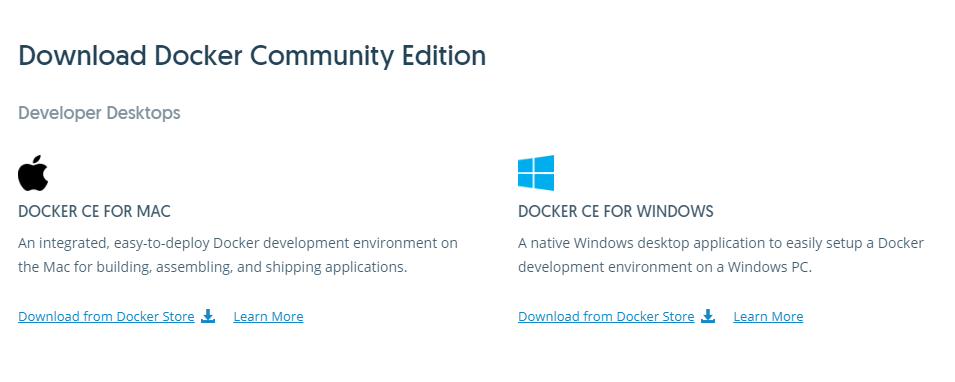 Download Docker Community Edition
Developer Desktops
DOCKER CE FOR MAC
An integrated, easy-to-deploy Docker development environment on
the Mac for building, assembling, and shipping applications.
Download from Docker Store Learn More
DOCKER CE FOR WINDOWS
A native Windows desktop application to easily setup a Docker
development environment on a Windows PC.
Download from Docker Store Learn More